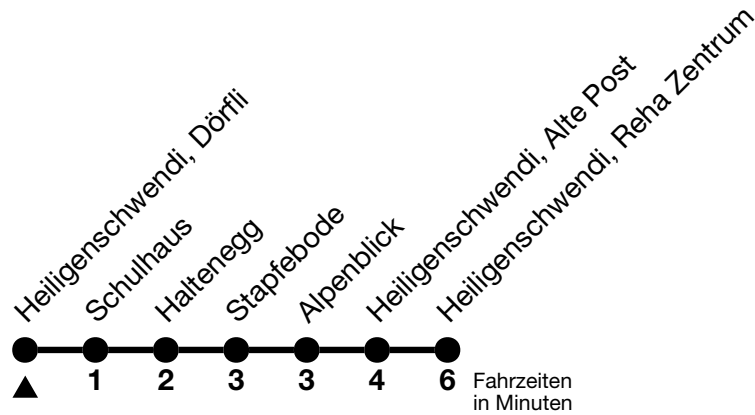 Heiligenschwendi, Dörfli
Schulhaus
Haltenegg
Stapfebode
Alpenblick
Heiligenschwendi, Alte Post
Heiligenschwendi, Reha Zentrum
1 2 3 3 4 6 Fahrzeiten
in Minuten